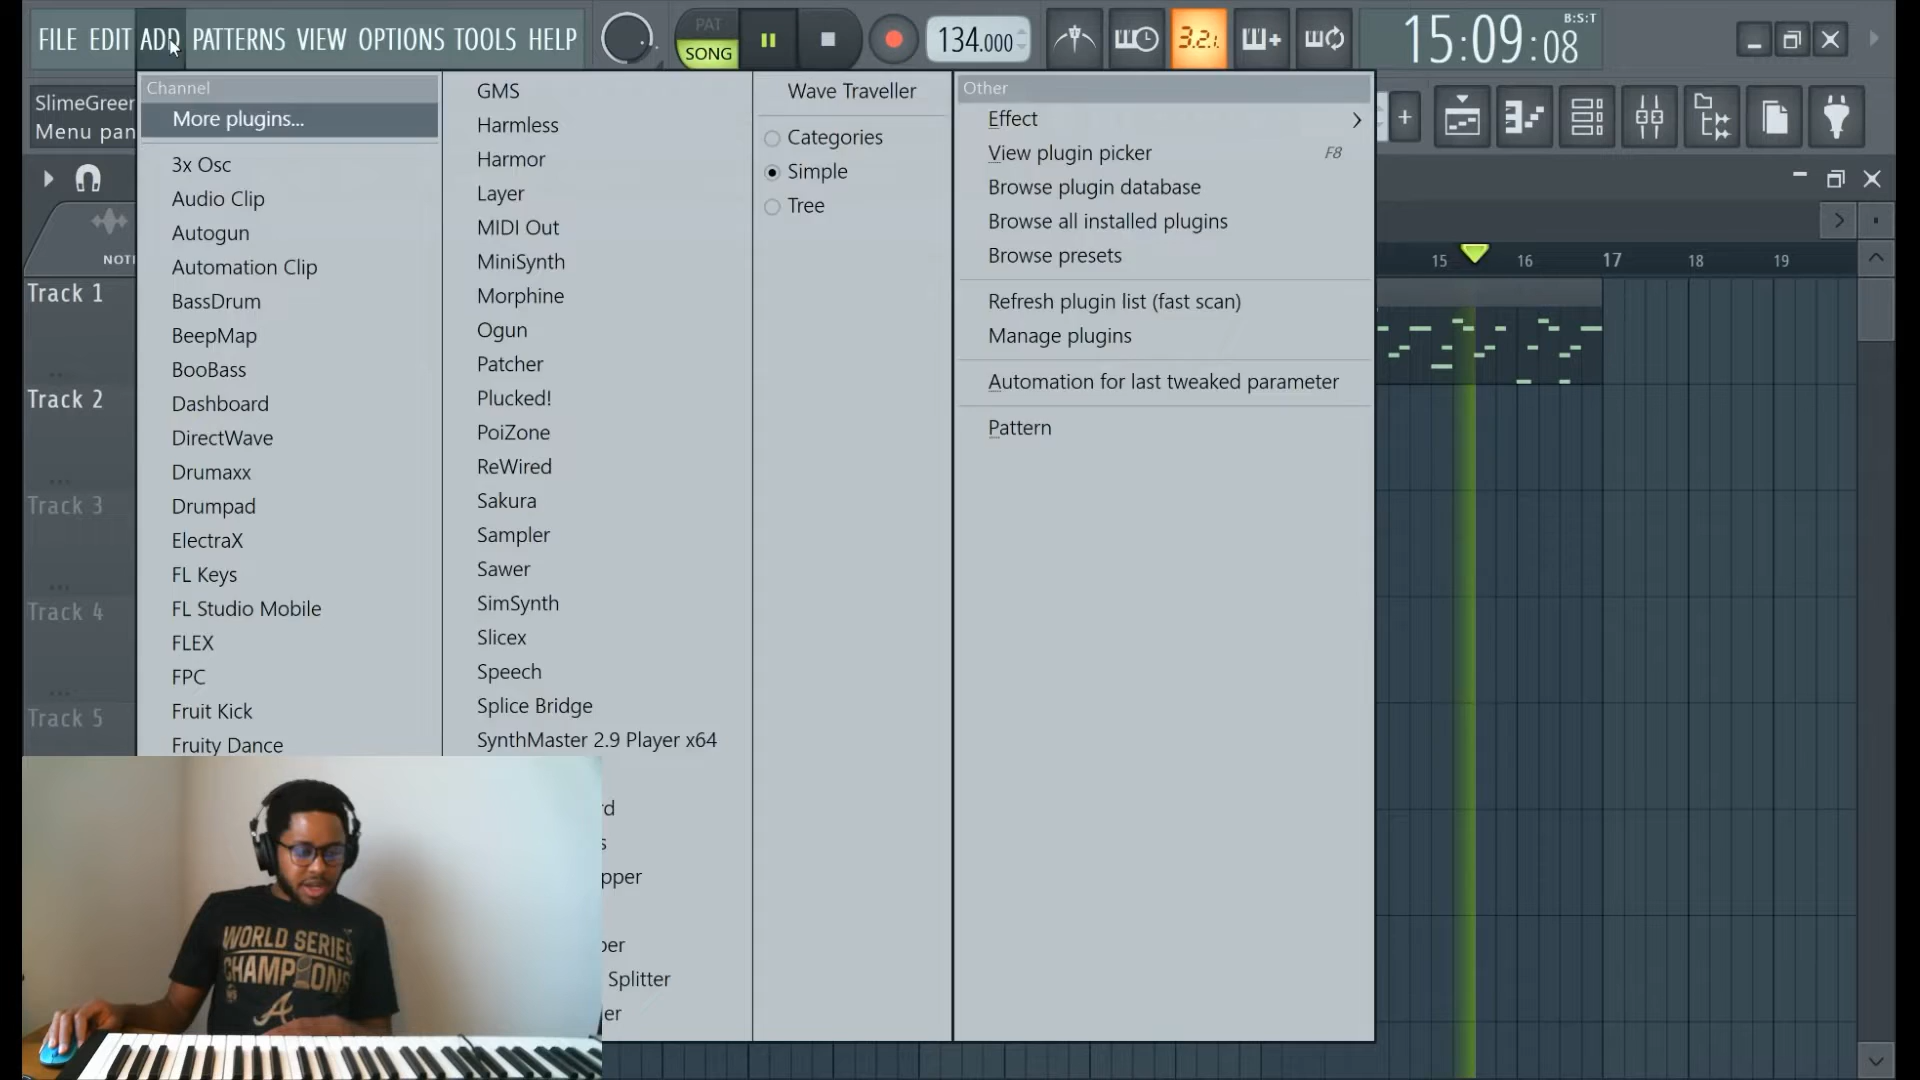 FILE EDIT ADD PATTERNS VIEW OPTIONS TOOLS HELP
PAT
SONG
134.000
3.2.
15:09:08
B:S:T
SlimeGreen
Menu pan
Channel
More plugins...
3x Osc
Audio Clip
Autogun
Automation Clip
BassDrum
BeepMap
BooBass
Dashboard
DirectWave
Drumaxx
Drumpad
ElectraX
FL Keys
FL Studio Mobile
FLEX
FPC
Fruit Kick
Fruity Dance
GMS
Harmless
Harmor
Layer
MIDI Out
MiniSynth
Morphine
Ogun
Patcher
Plucked!
PoiZone
ReWired
Sakura
Sampler
Sawer
SimSynth
Slicex
Speech
Splice Bridge
SynthMaster 2.9 Player x64
rd
s
pper
per
Splitter
er
Wave Traveller
Categories
Simple
Tree
Other
Effect
View plugin picker F8
Browse plugin database
Browse all installed plugins
Browse presets
Refresh plugin list (fast scan)
Manage plugins
Automation for last tweaked parameter
Pattern
NOTE
15 16 17 18 19
Track 1
Track 2
Track 3
Track 4
Track 5
WORLD SERIES
CHAMPIONS
A